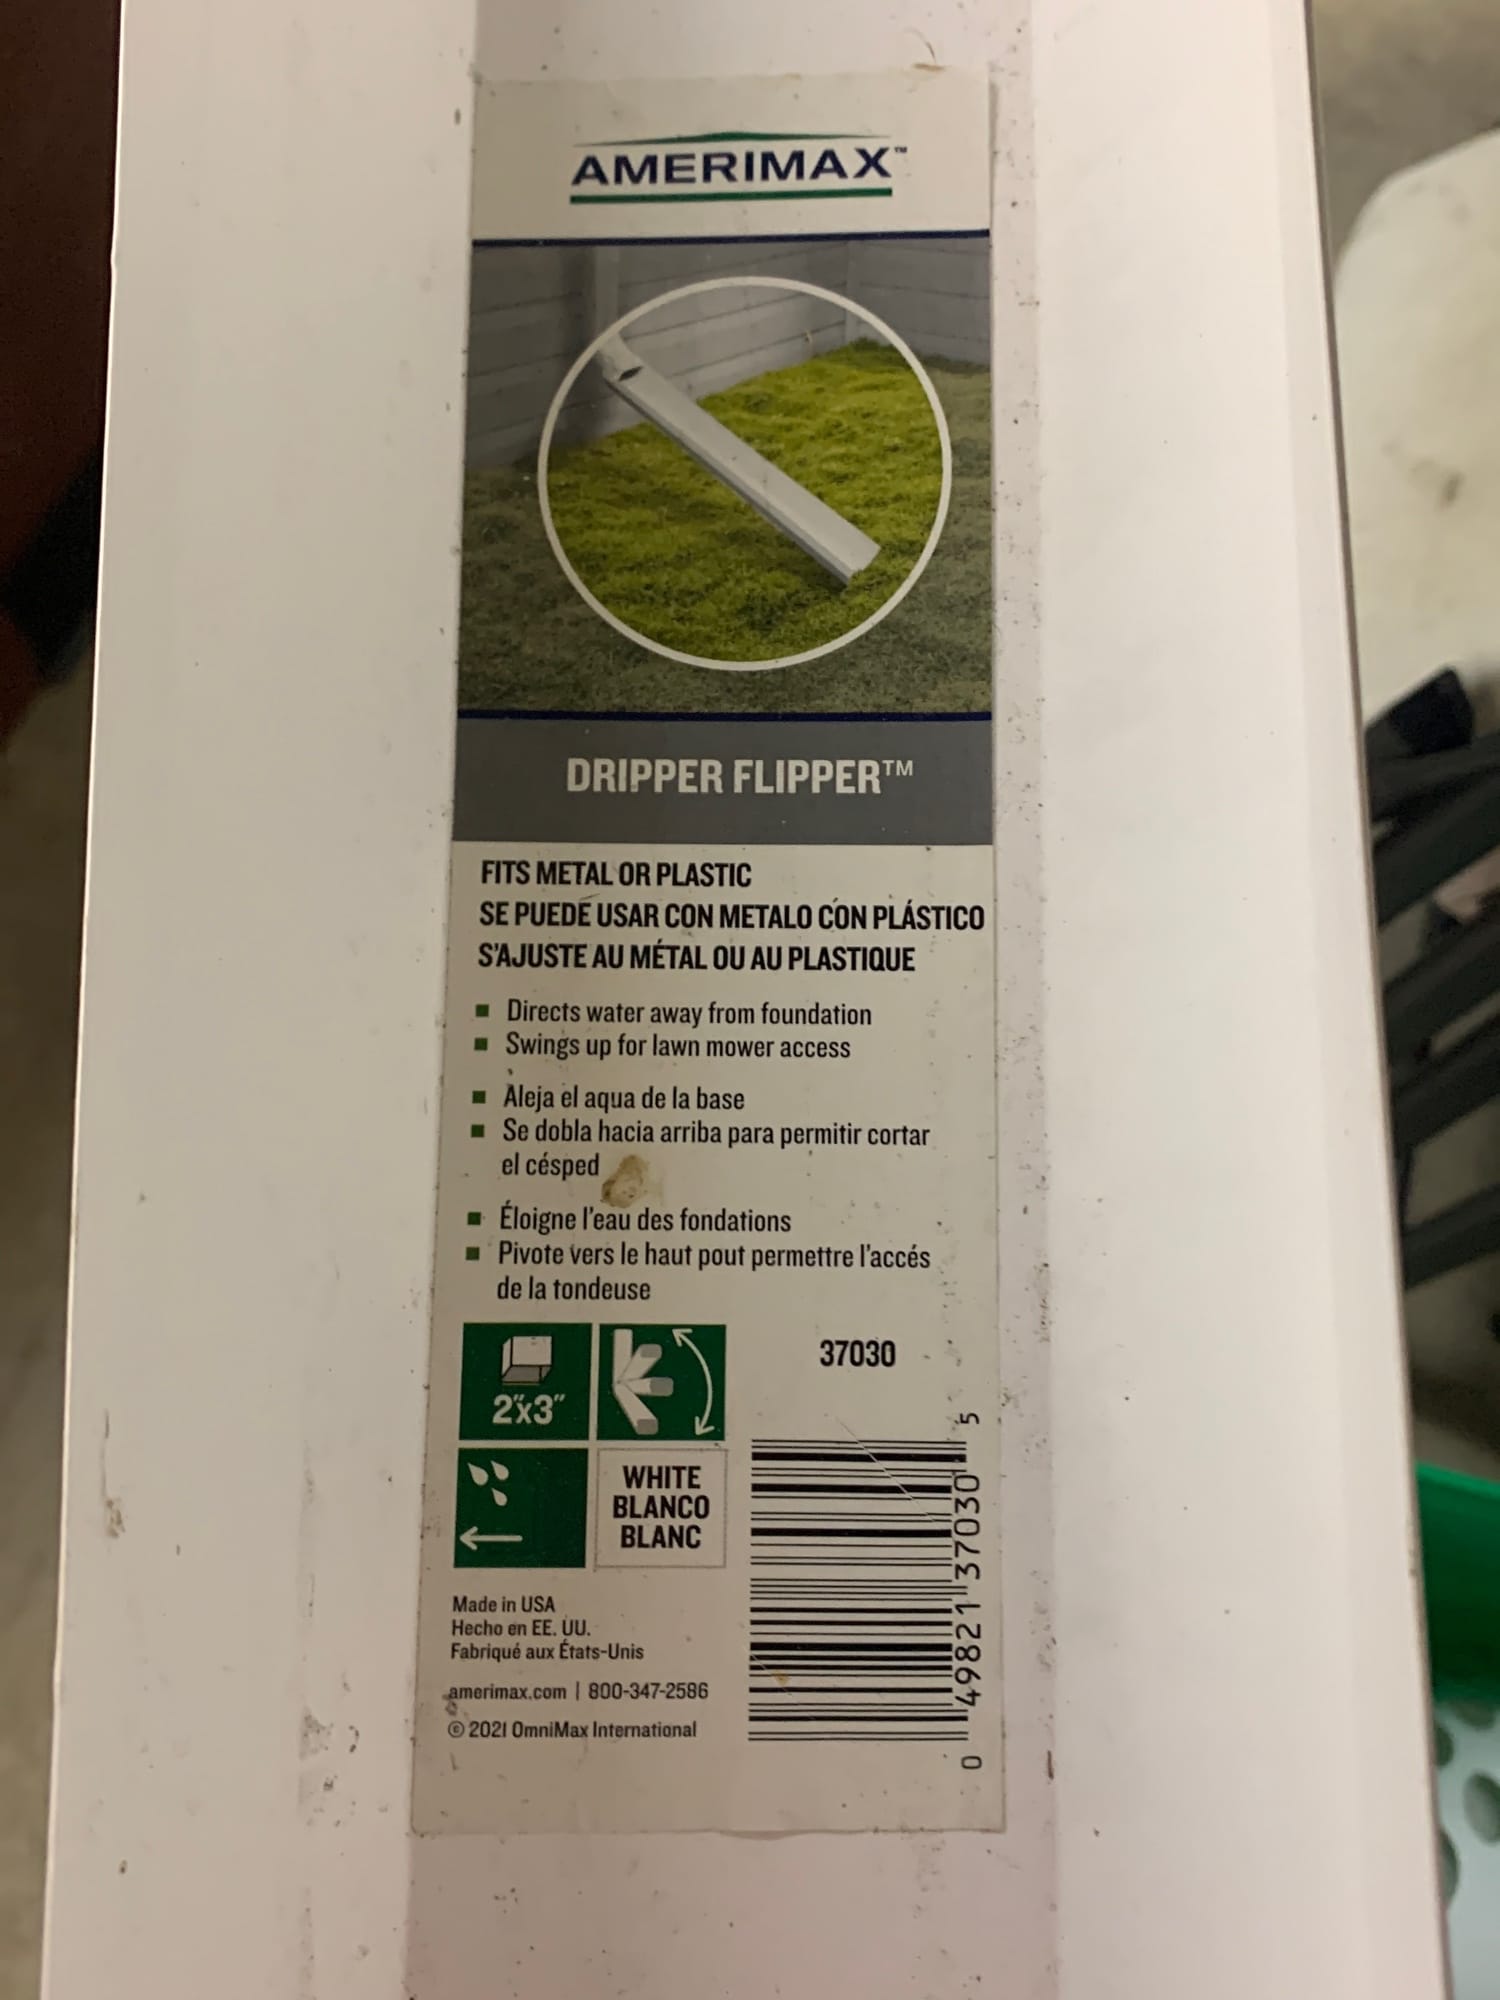 AMERIMAX™
DRIPPER FLIPPER™
FITS METAL OR PLASTIC
SE PUEDE USAR CON METALO CON PLÁSTICO
S'AJUSTE AU MÉTAL OU AU PLASTIQUE
■ Directs water away from foundation
■ Swings up for lawn mower access
■ Aleja el aqua de la base
■ Se dobla hacia arriba para permitir cortar
el césped
■ Éloigne l'eau des fondations
■ Pivote vers le haut pout permettre l'accés
de la tondeuse
2"x3"
37030
WHITE
BLANCO
BLANC
Made in USA
Hecho en EE. UU.
Fabriqué aux États-Unis
amerimax.com | 800-347-2586
© 2021 OmniMax International
0 49821 37030 5